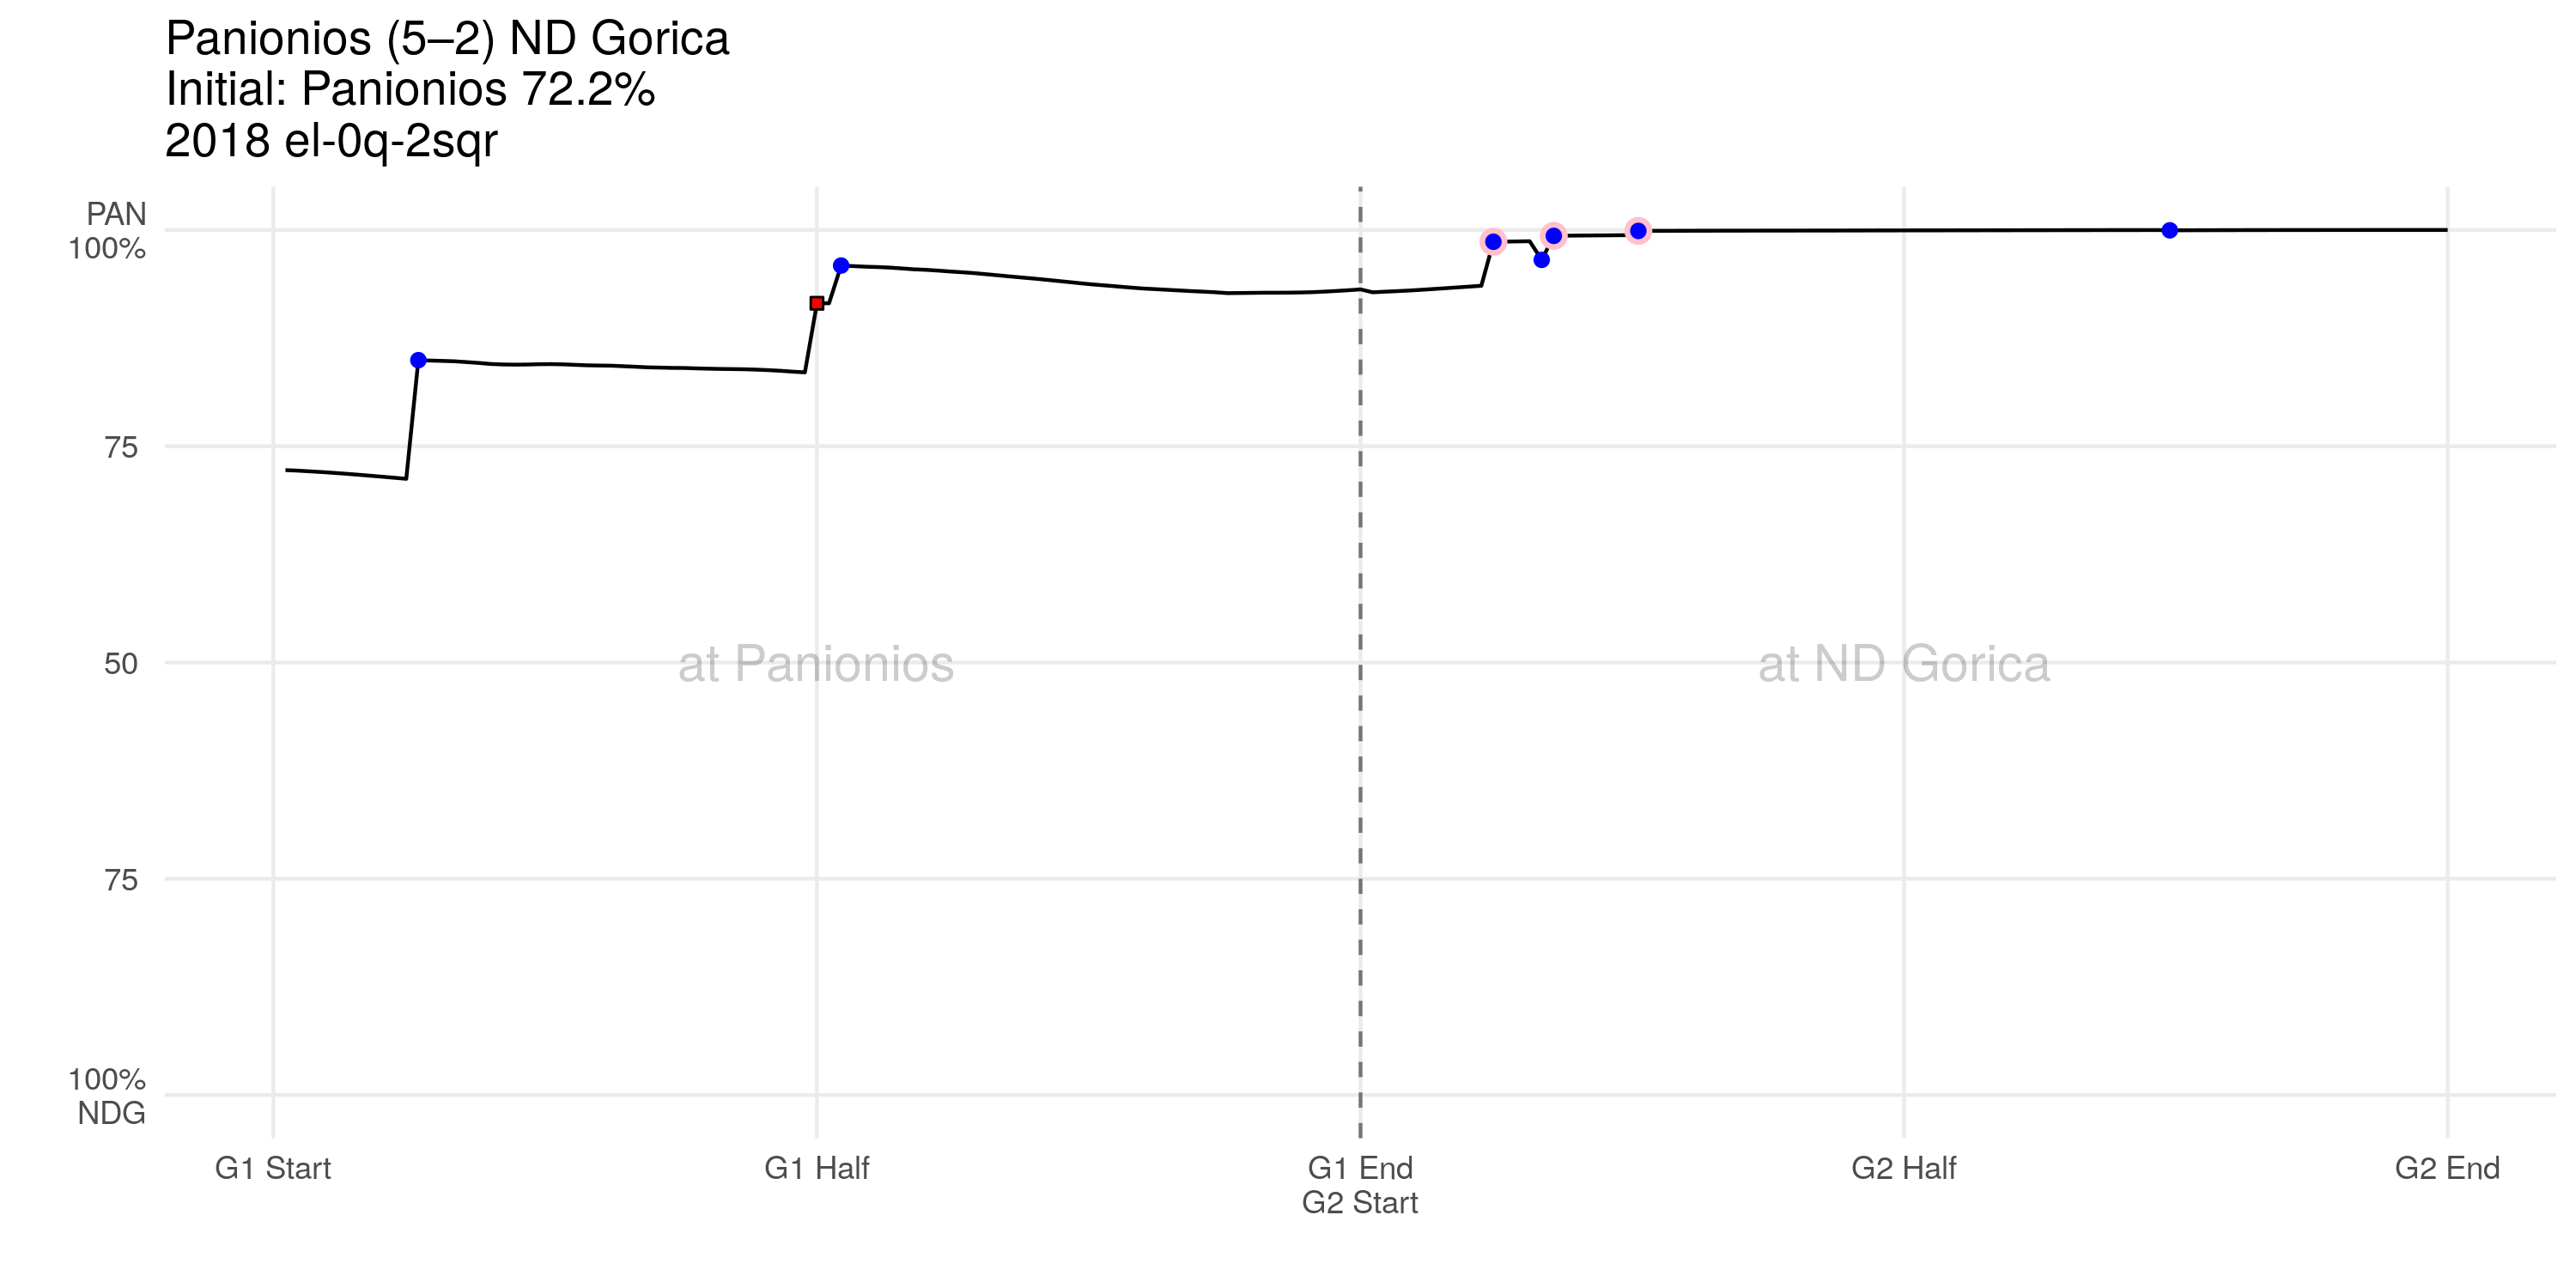 Panionios (5–2) ND Gorica
Initial: Panionios 72.2%
2018 el-0q-2sqr
PAN
100%
75
50
75
100%
NDG
at Panionios
at ND Gorica
G1 Start
G1 Half
G1 End
G2 Start
G2 Half
G2 End